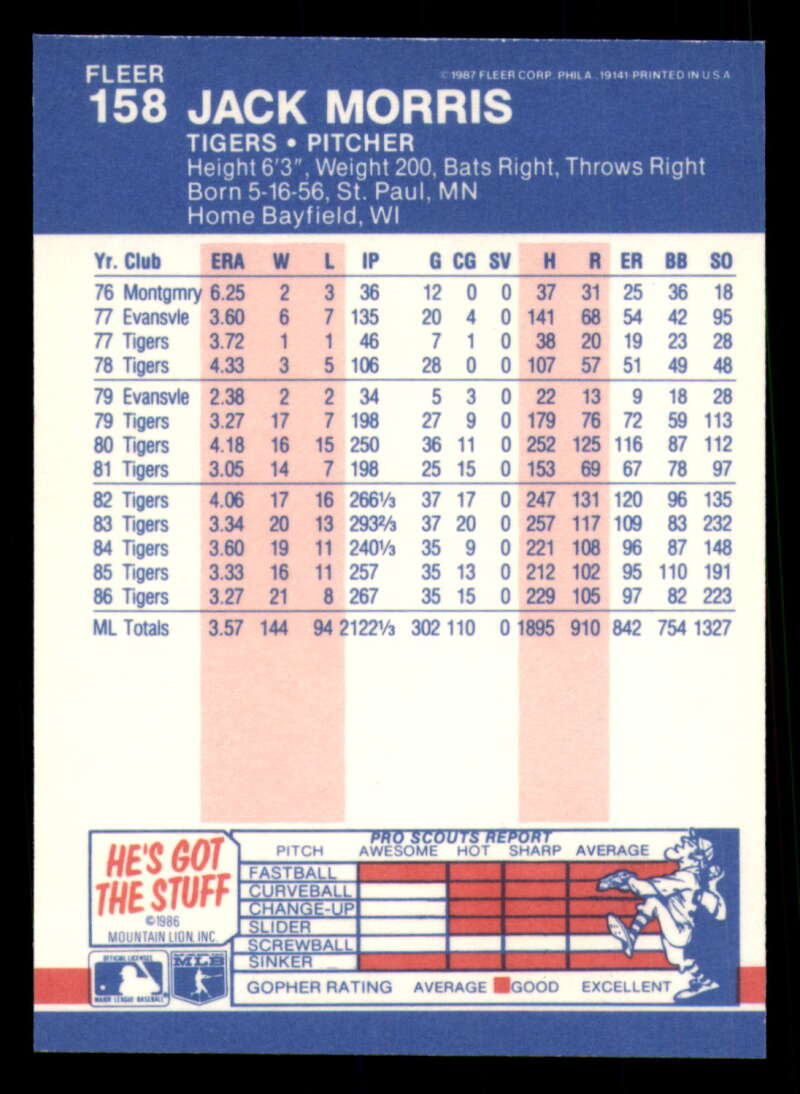 FLEER
© 1987 FLEER CORP. PHILA., 19141 PRINTED IN U.S.A.
158 JACK MORRIS
TIGERS • PITCHER
Height 6'3", Weight 200, Bats Right, Throws Right
Born 5-16-56, St. Paul, MN
Home Bayfield, WI
Yr. Club ERA W L IP G CG SV H R ER BB SO
76 Montgmry 6.25 2 3 36 12 0 0 37 31 25 36 18
77 Evansvle 3.60 6 7 135 20 4 0 141 68 54 42 95
77 Tigers 3.72 1 1 46 7 1 0 38 20 19 23 28
78 Tigers 4.33 3 5 106 28 0 0 107 57 51 49 48
79 Evansvle 2.38 2 2 34 5 3 0 22 13 9 18 28
79 Tigers 3.27 17 7 198 27 9 0 179 76 72 59 113
80 Tigers 4.18 16 15 250 36 11 0 252 125 116 87 112
81 Tigers 3.05 14 7 198 25 15 0 153 69 67 78 97
82 Tigers 4.06 17 16 266⅓ 37 17 0 247 131 120 96 135
83 Tigers 3.34 20 13 293⅔ 37 20 0 257 117 109 83 232
84 Tigers 3.60 19 11 240⅓ 35 9 0 221 108 96 87 148
85 Tigers 3.33 16 11 257 35 13 0 212 102 95 110 191
86 Tigers 3.27 21 8 267 35 15 0 229 105 97 82 223
ML Totals 3.57 144 94 2122⅓ 302 110 0 1895 910 842 754 1327
HE'S GOT
THE STUFF
©1986
MOUNTAIN LION, INC.
PRO SCOUTS REPORT
PITCH AWESOME HOT SHARP AVERAGE
FASTBALL
CURVEBALL
CHANGE-UP
SLIDER
SCREWBALL
SINKER
GOPHER RATING AVERAGE GOOD EXCELLENT
OFFICIAL LICENSEE
MAJOR LEAGUE BASEBALL
MLB